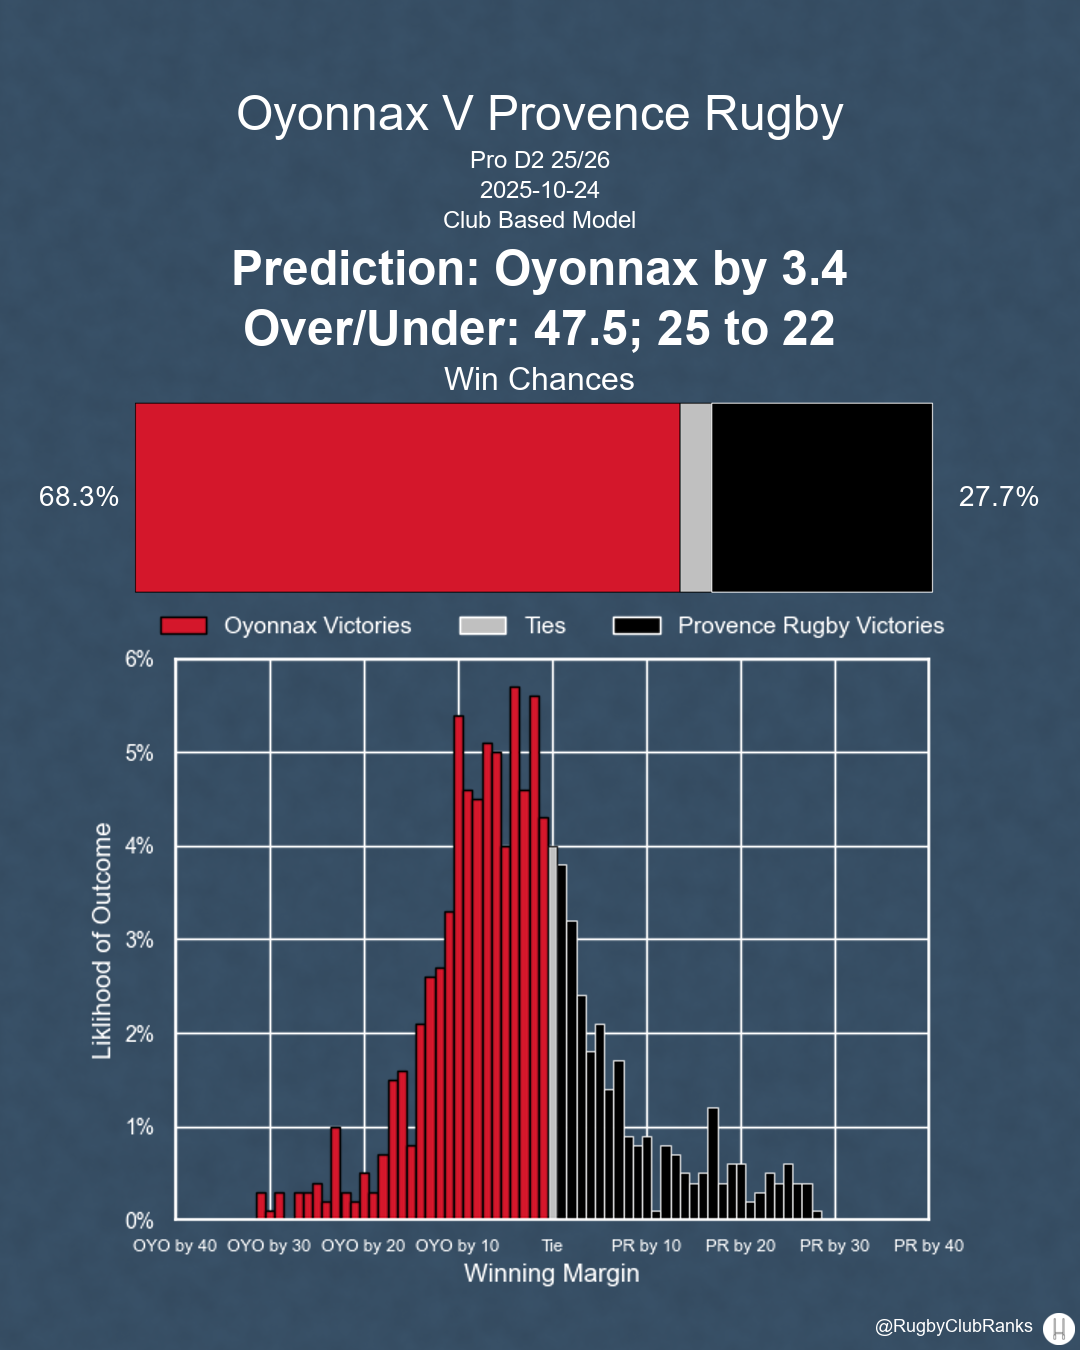 Oyonnax V Provence Rugby
Pro D2 25/26
2025-10-24
Club Based Model
Prediction: Oyonnax by 3.4
Over/Under: 47.5; 25 to 22
Win Chances
68.3%
27.7%
Oyonnax Victories
Ties
Provence Rugby Victories
6%
5%
4%
3%
2%
1%
0%
Liklihood of Outcome
OYO by 40
OYO by 30
OYO by 20
OYO by 10
Tie
PR by 10
PR by 20
PR by 30
PR by 40
Winning Margin
@RugbyClubRanks